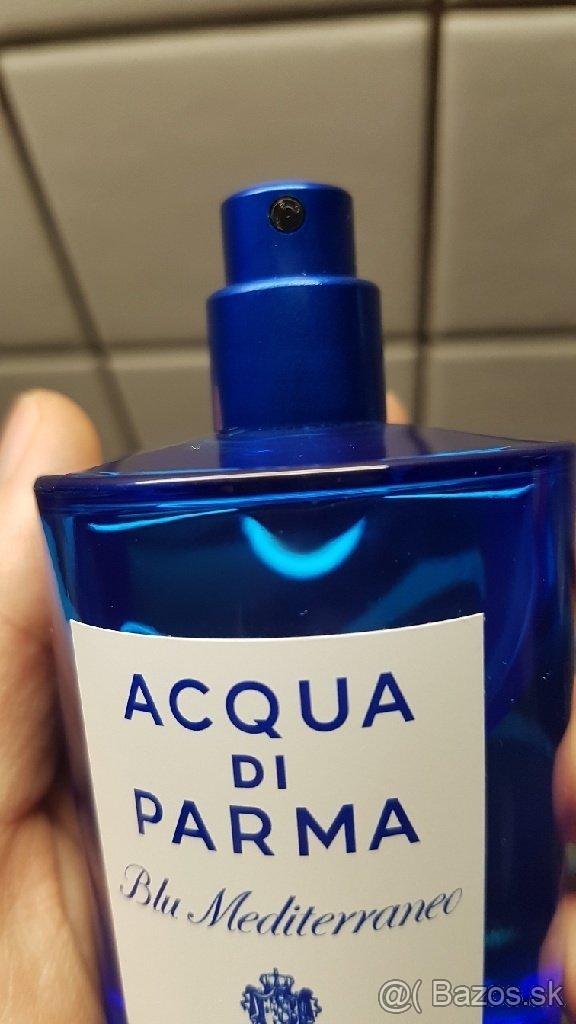 ACQUA
DI
PARMA
Blu Mediterraneo
@( Bazos.sk